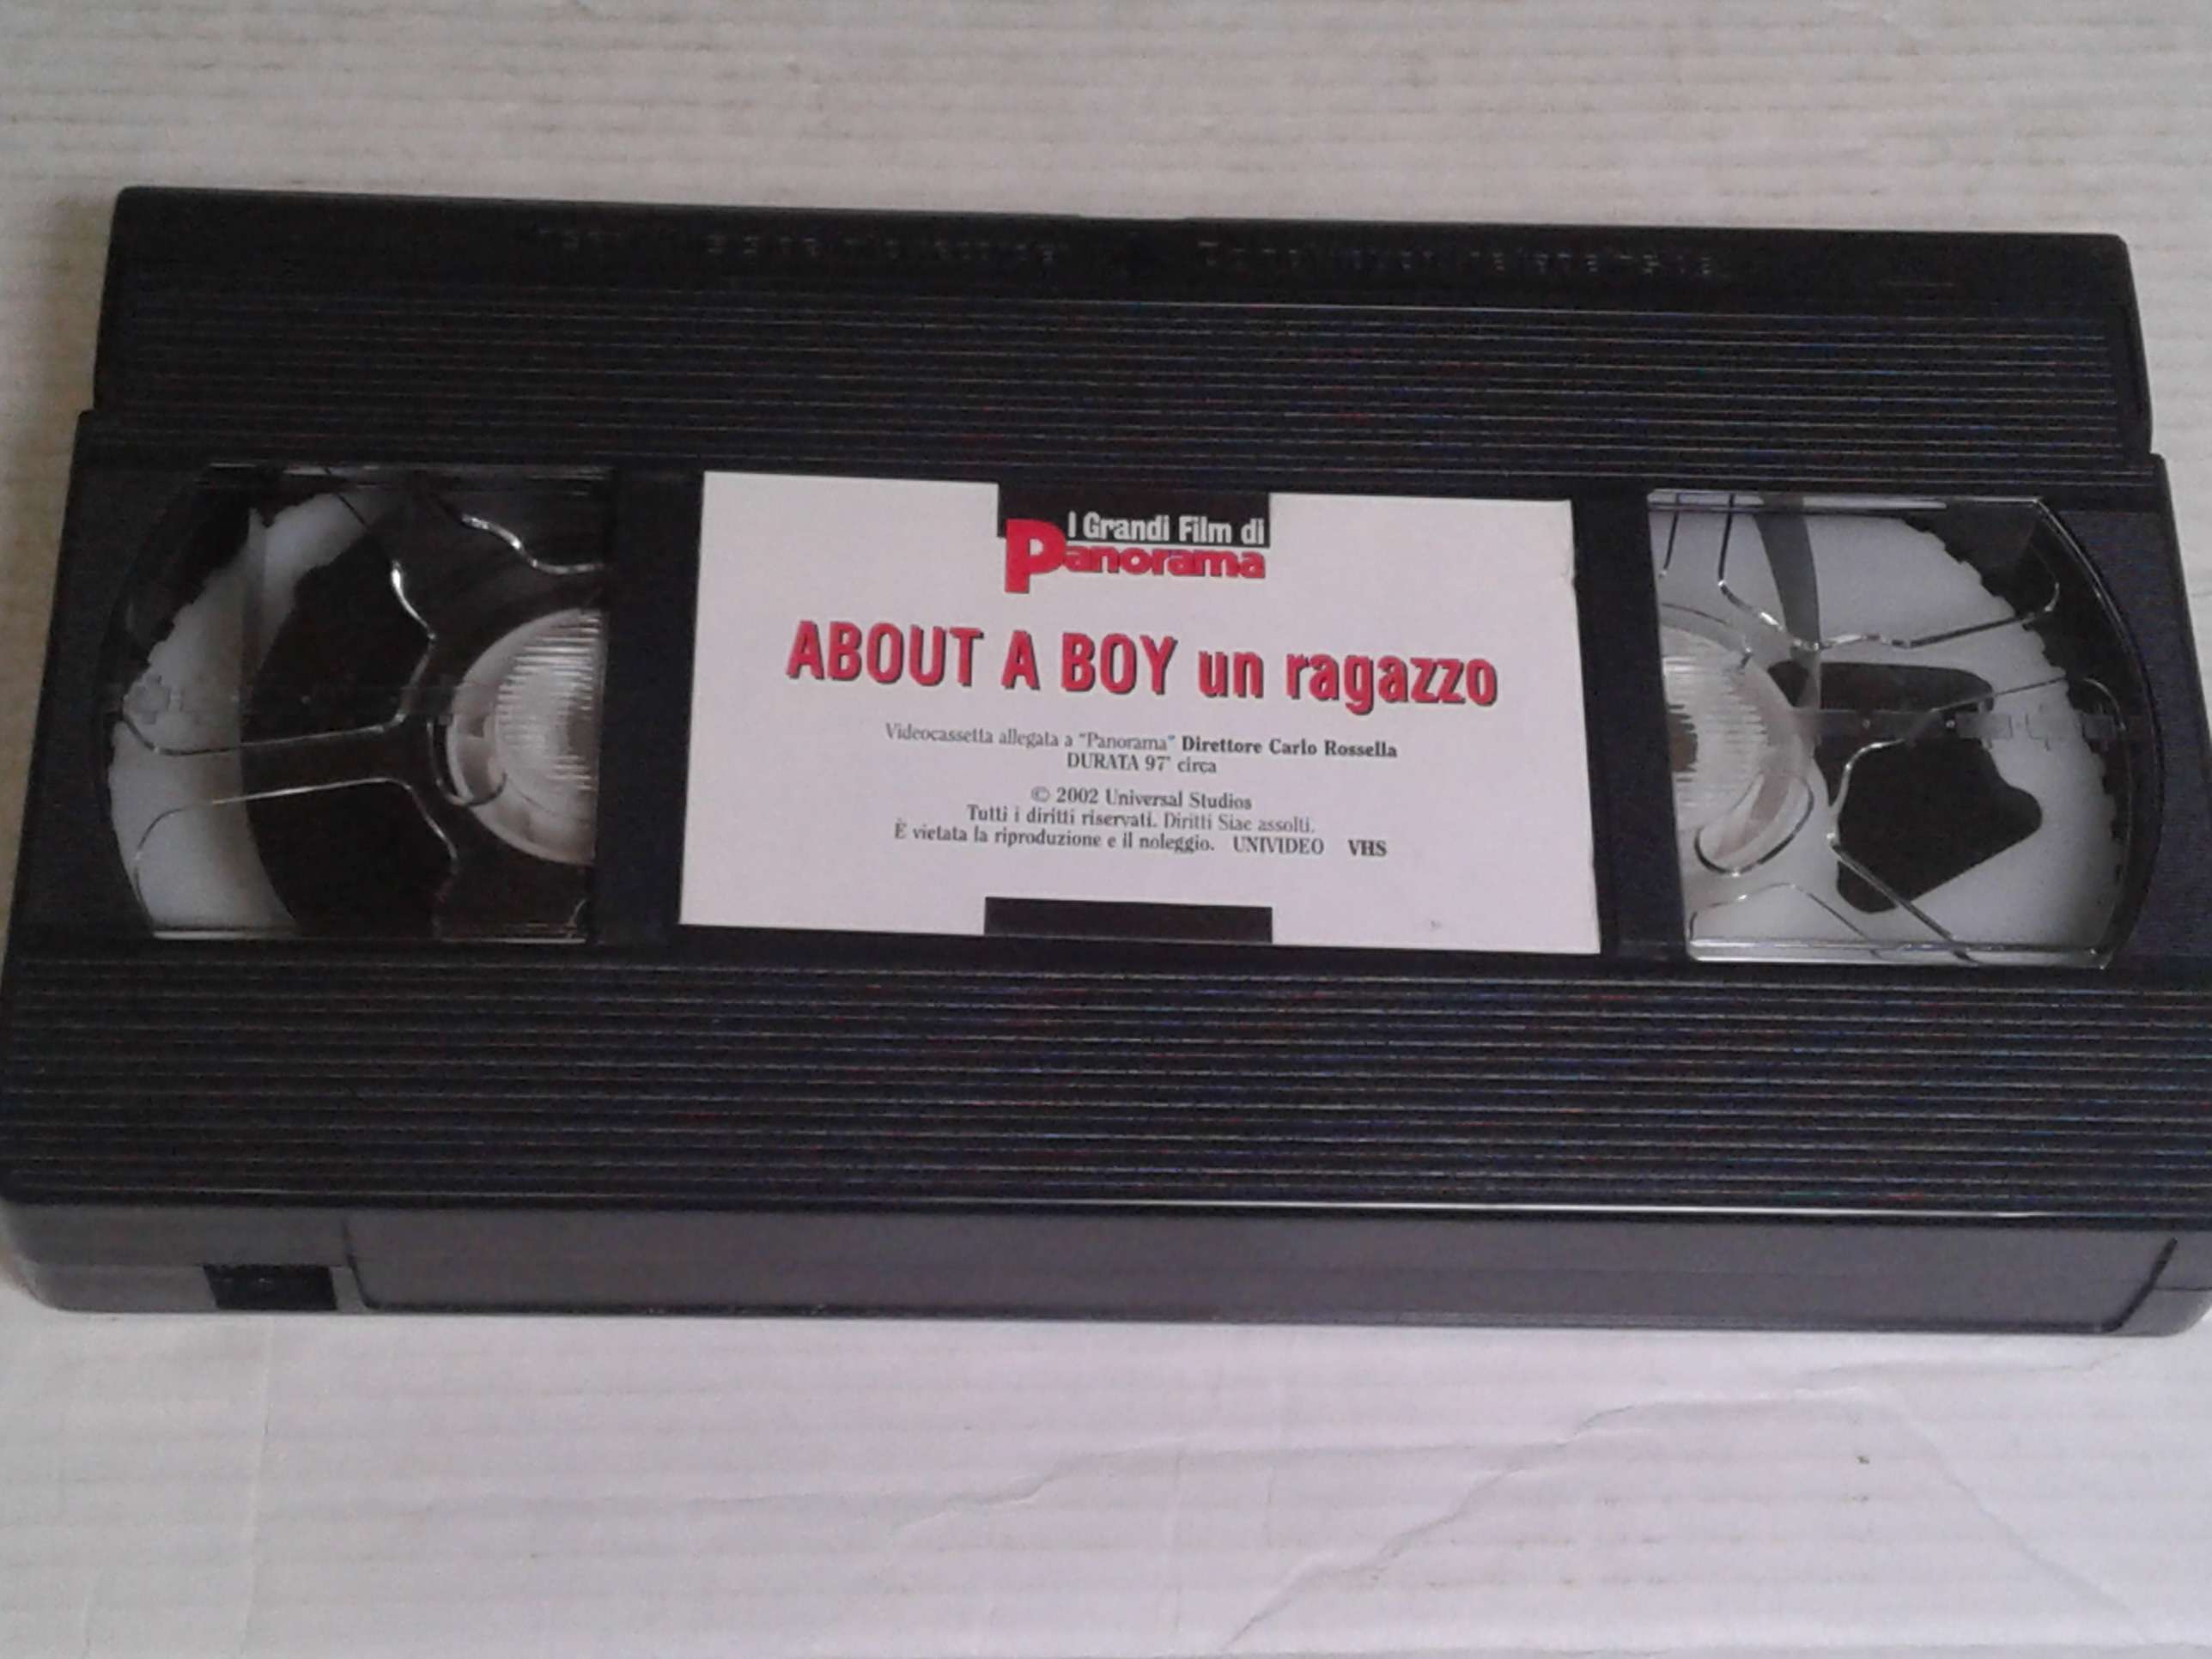 I Grandi Film di
Panorama
ABOUT A BOY un ragazzo
Videocassetta allegata a "Panorama" Direttore Carlo Rossella
DURATA 97' circa
© 2002 Universal Studios
Tutti i diritti riservati. Diritti Siae assolti.
È vietata la riproduzione e il noleggio. UNIVIDEO VHS